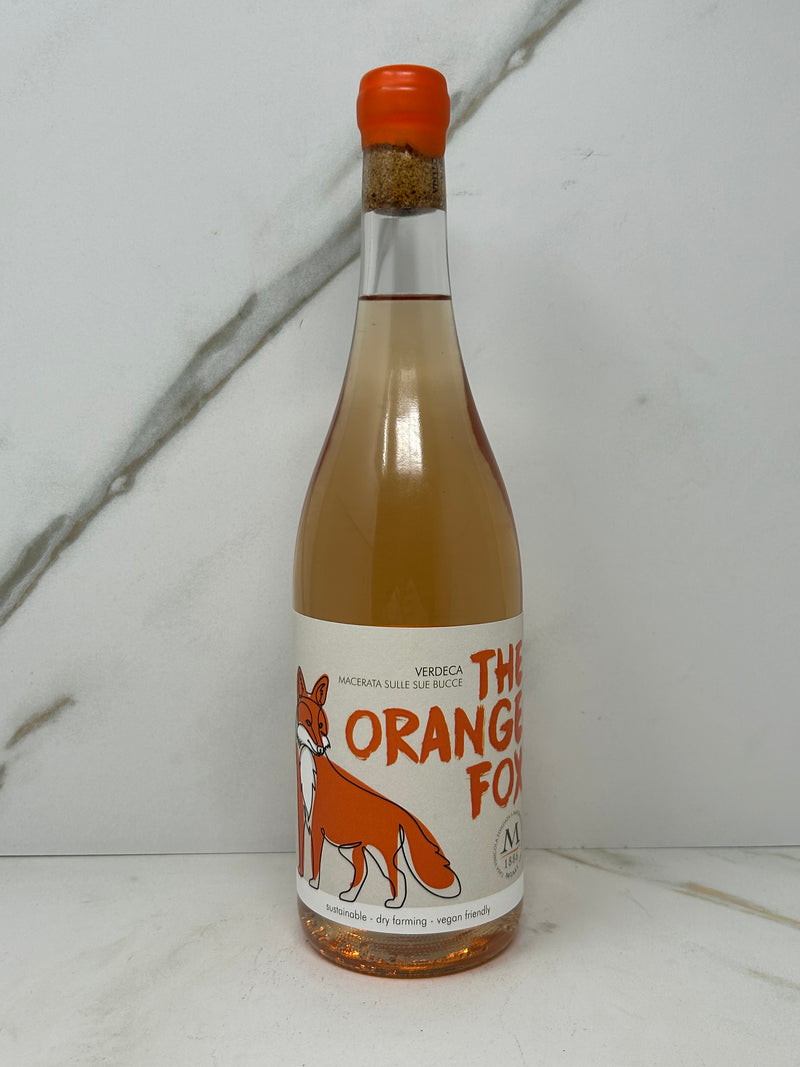 VERDECA
MACERATA SULLE SUE BUCCE
THE
ORANGE
FOX
M
sustainable - dry farming - vegan friendly